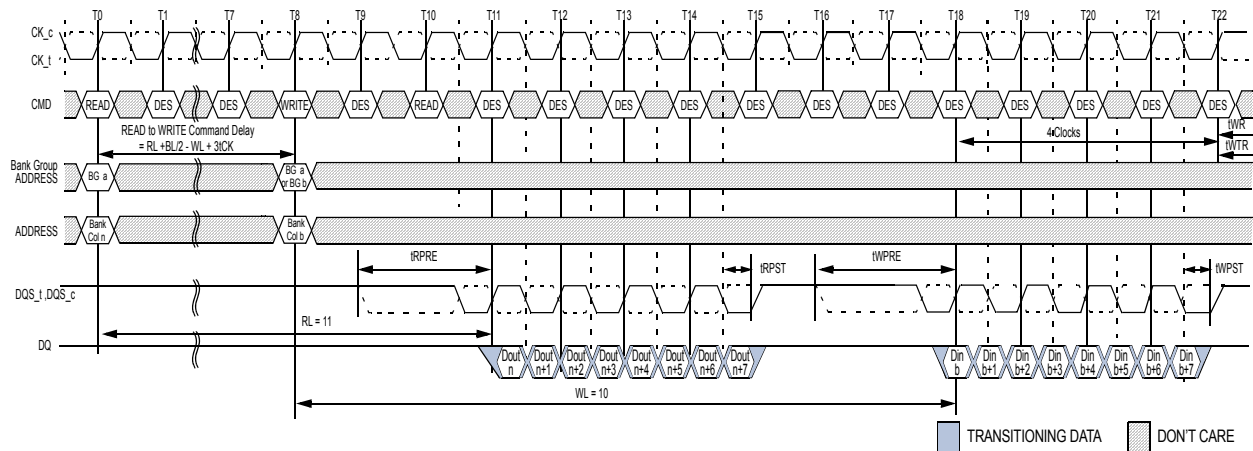 T0 T1 T7 T8 T9 T10 T11 T12 T13 T14 T15 T16 T17 T18 T19 T20 T21 T22
CK_c
CK_t
CMD READ DES DES WRITE DES READ DES DES DES DES DES DES DES DES DES DES DES DES
READ to WRITE Command Delay
= RL +BL/2 - WL + 3tCK
4 Clocks
tWR
tWTR
Bank Group
ADDRESS
BG a
BG a
or BG b
ADDRESS
Bank
Col n
Bank
Col b
tRPRE tRPST tWPRE tWPST
DQS_t ,DQS_c
RL = 11
DQ
Dout Dout Dout Dout Dout Dout Dout Dout Din Din Din Din Din Din Din Din
n n+1 n+2 n+3 n+4 n+5 n+6 n+7 b b+1 b+2 b+3 b+4 b+5 b+6 b+7
WL = 10
TRANSITIONING DATA DON'T CARE